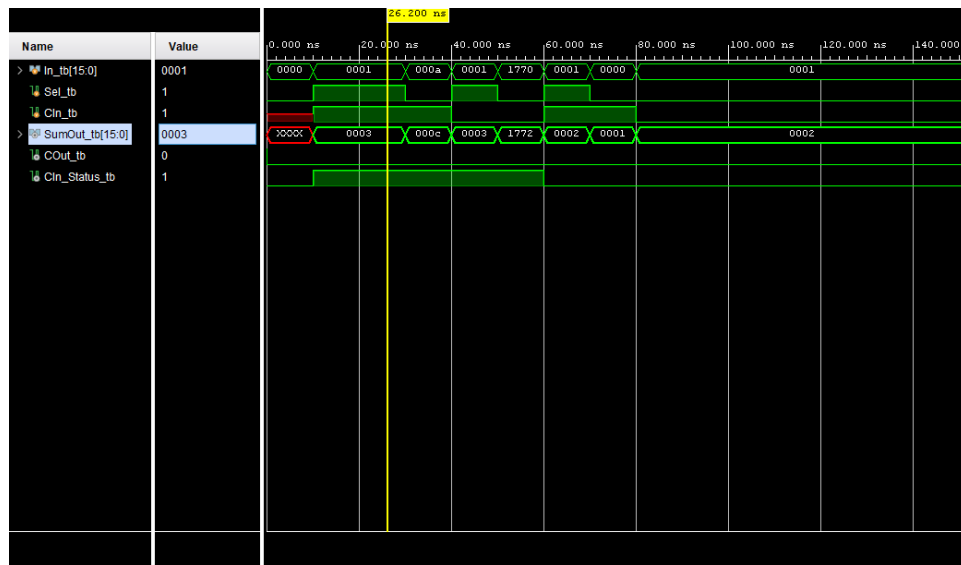 26.200 ns
Name Value 0.000 ns 20.000 ns 40.000 ns 60.000 ns 80.000 ns 100.000 ns 120.000 ns 140.000
In_tb[15:0] 0001 0000 0001 000a 0001 1770 0001 0000 0001
Sel_tb 1
CIn_tb 1
SumOut_tb[15:0] 0003 XXXX 0003 000c 0003 1772 0002 0001 0002
COut_tb 0
CIn_Status_tb 1